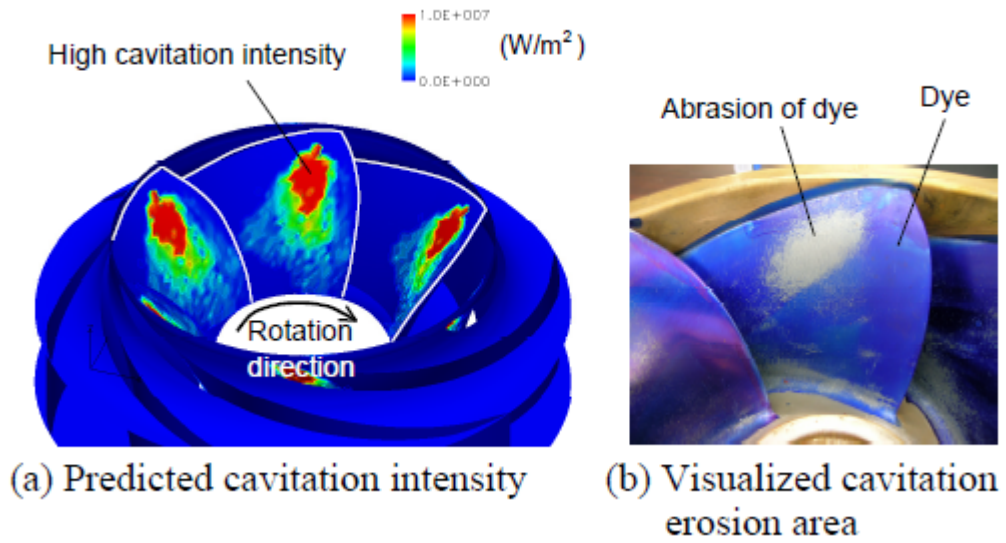 1.0E+007
(W/m²)
0.0E+000
High cavitation intensity
Rotation
direction
Abrasion of dye
Dye
(a) Predicted cavitation intensity
(b) Visualized cavitation
erosion area